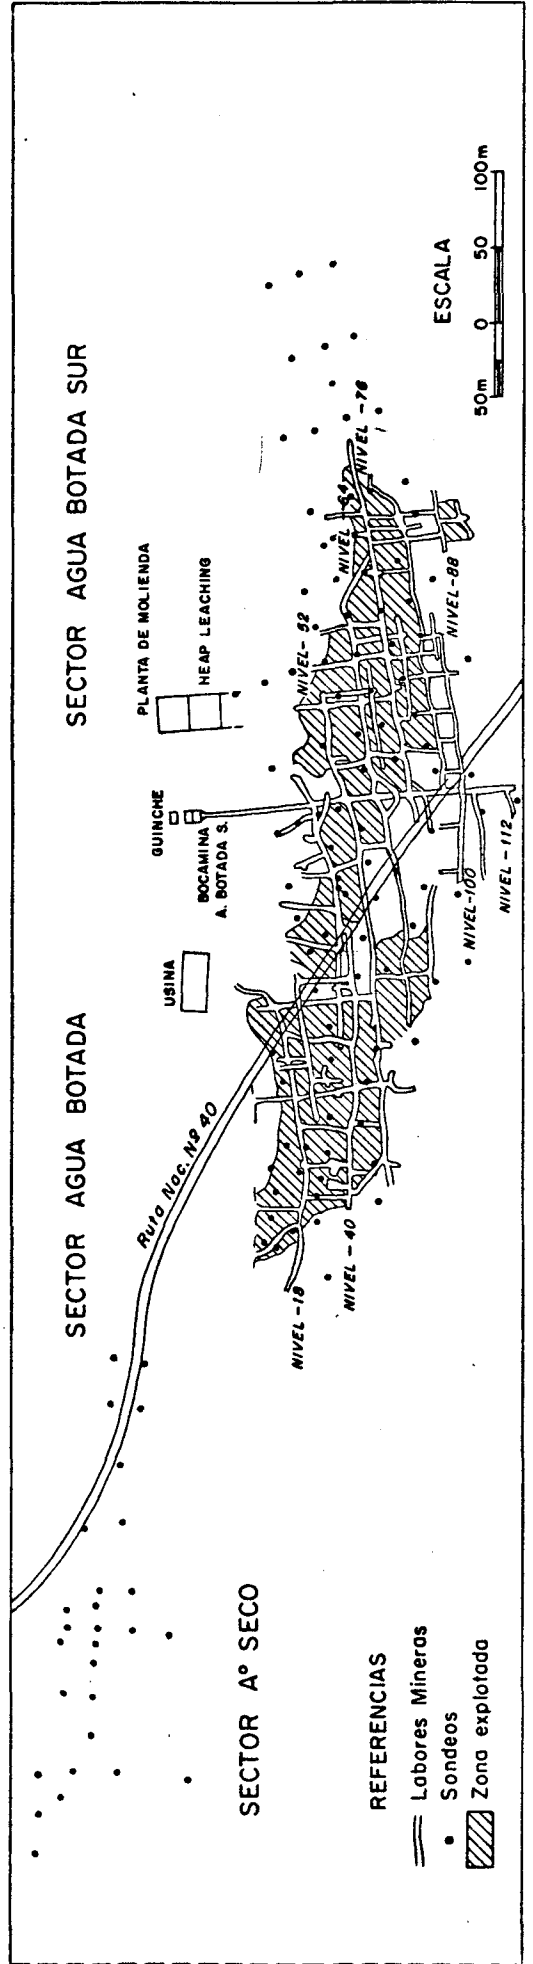 SECTOR Aº SECO
SECTOR AGUA BOTADA
SECTOR AGUA BOTADA SUR
Ruta Nac. Nº 40
USINA
GUINCHE
BOCAMINA
A. BOTADA S.
PLANTA DE MOLIENDA
HEAP LEACHING
NIVEL -18
NIVEL - 40
NIVEL - 52
NIVEL - 64
NIVEL -76
NIVEL -88
NIVEL -100
NIVEL -112
ESCALA
50m 0 50 100m
REFERENCIAS
Labores Mineras
Sondeos
Zona explotada